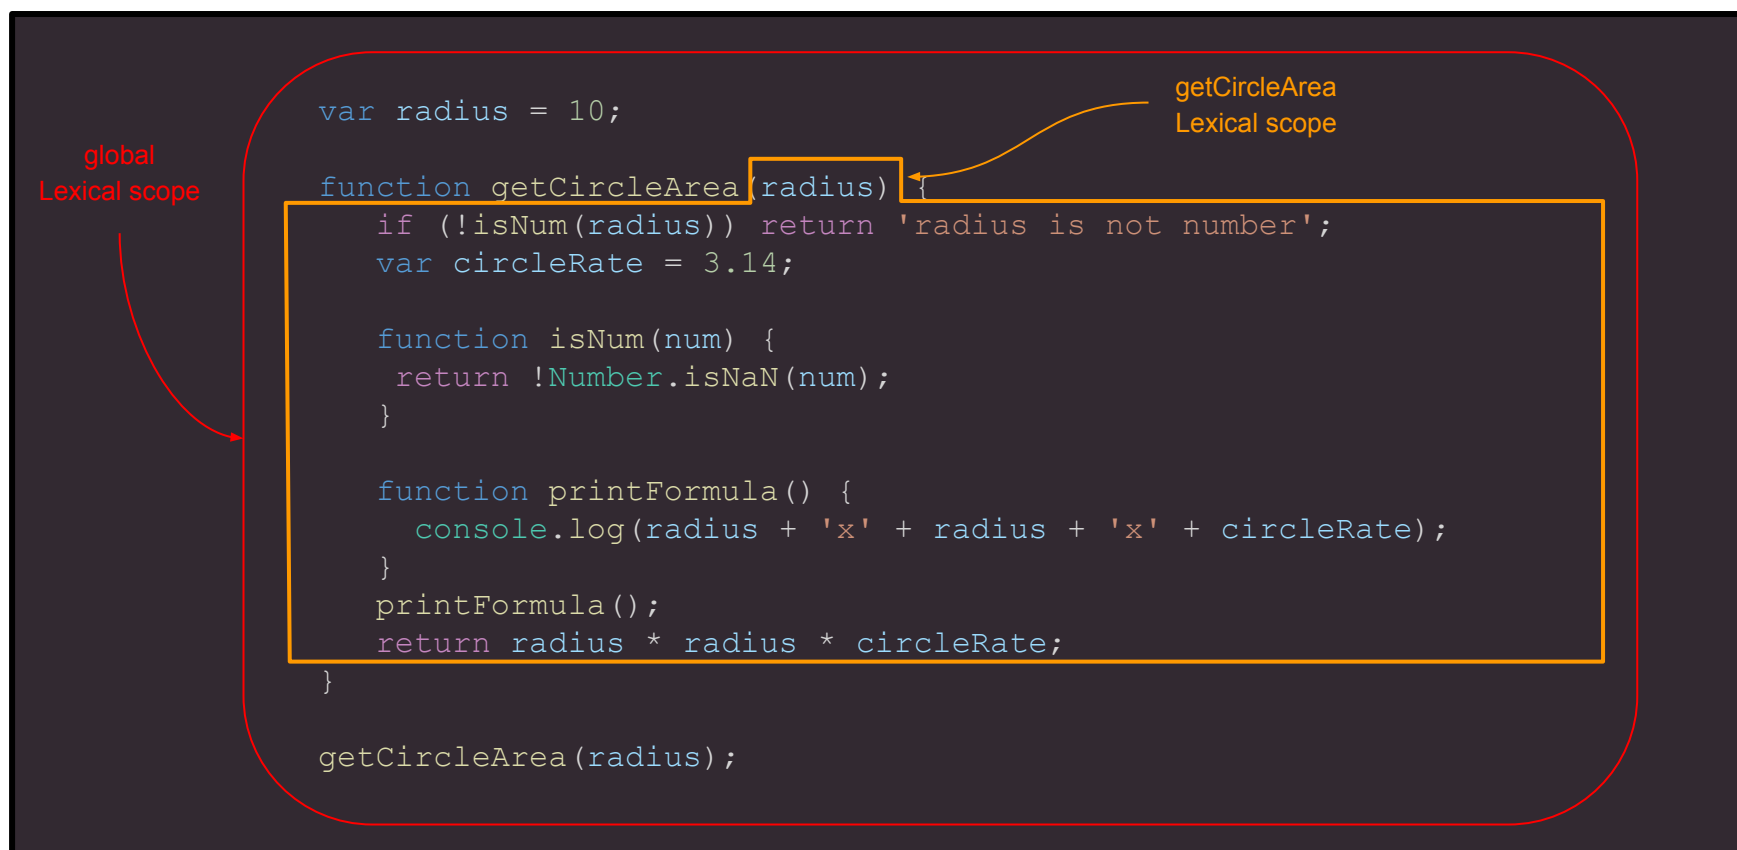 getCircleArea
Lexical scope
var radius = 10;
global
Lexical scope
function getCircleArea(radius) {
if (!isNum(radius)) return 'radius is not number';
var circleRate = 3.14;
function isNum(num) {
return !Number.isNaN(num);
}
function printFormula() {
console.log(radius + 'x' + radius + 'x' + circleRate);
}
printFormula();
return radius * radius * circleRate;
}
getCircleArea(radius);